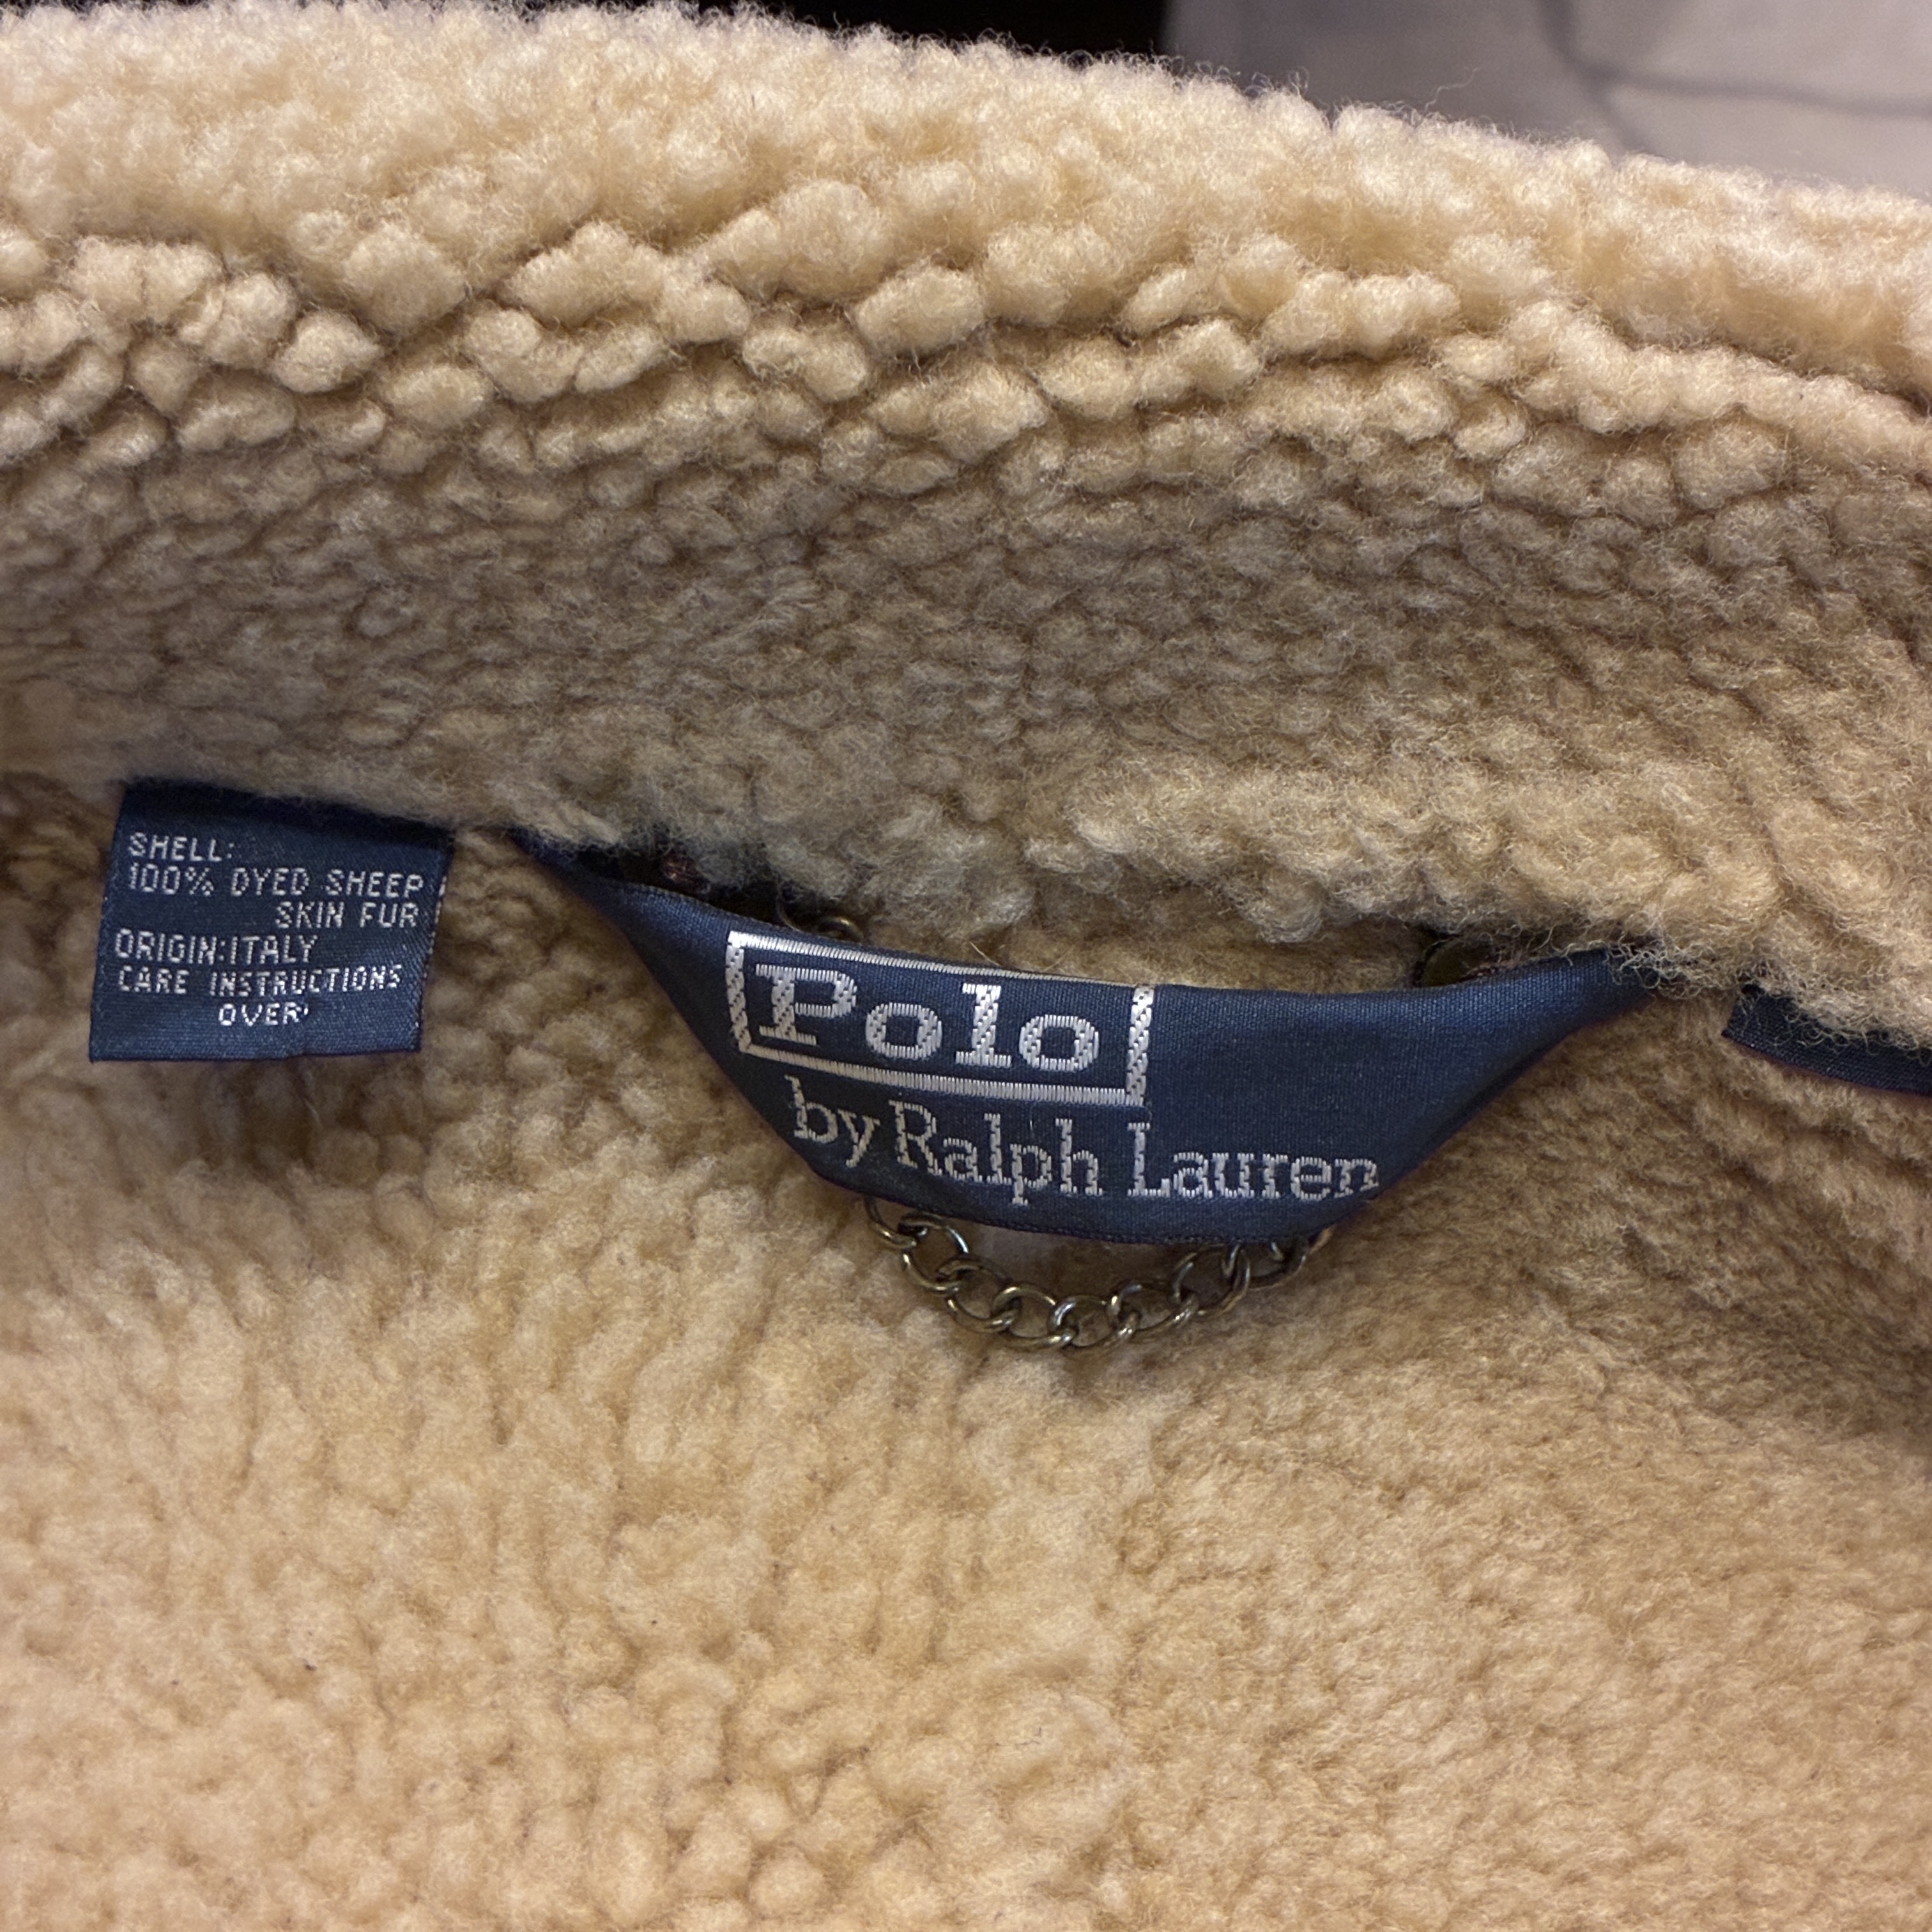 SHELL:
100% DYED SHEEP
SKIN FUR
ORIGIN:ITALY
CARE INSTRUCTIONS
OVER
Polo
by Ralph Lauren